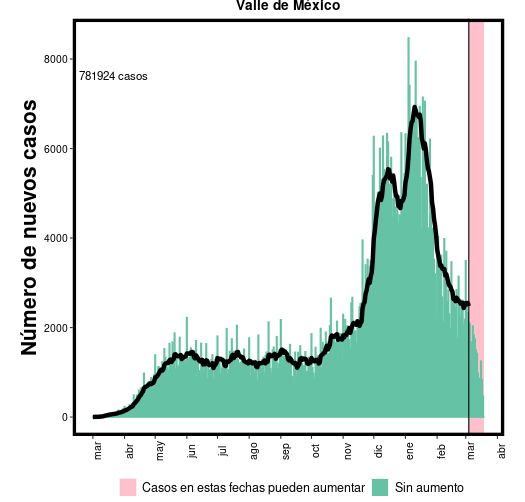 Valle de México
781924 casos
Número de nuevos casos
8000
6000
4000
2000
0
mar
abr
may
jun
jul
ago
sep
oct
nov
dic
ene
feb
mar
abr
Casos en estas fechas pueden aumentar
Sin aumento